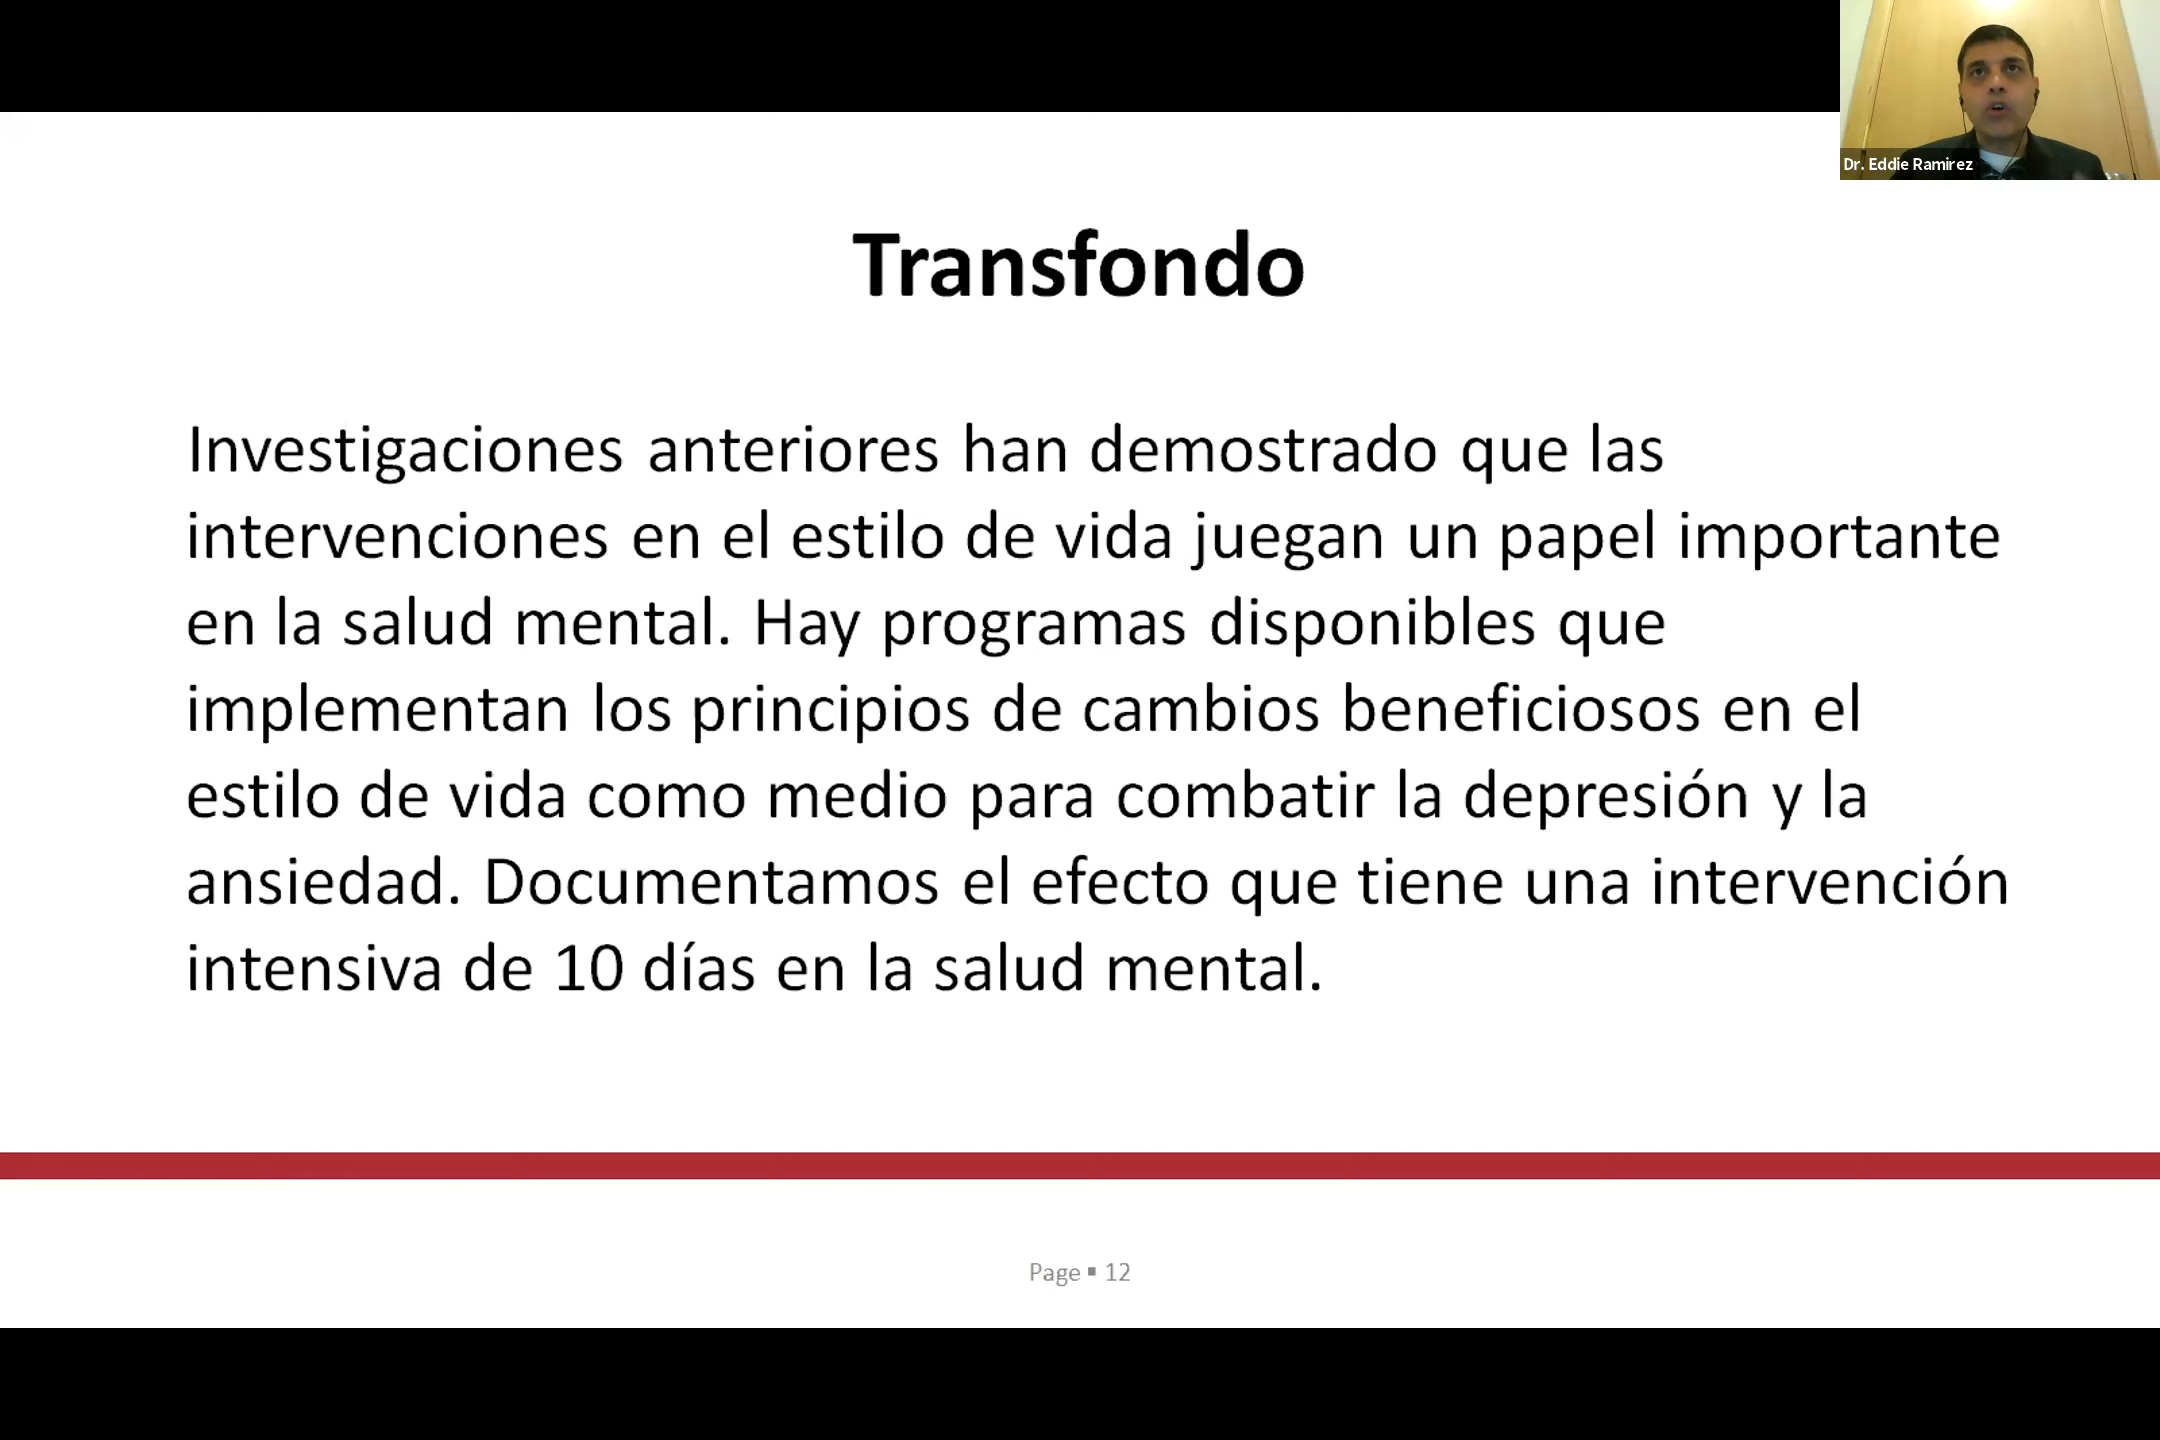 Dr. Eddie Ramirez
Transfondo
Investigaciones anteriores han demostrado que las
intervenciones en el estilo de vida juegan un papel importante
en la salud mental. Hay programas disponibles que
implementan los principios de cambios beneficiosos en el
estilo de vida como medio para combatir la depresión y la
ansiedad. Documentamos el efecto que tiene una intervención
intensiva de 10 días en la salud mental.
Page ▪ 12